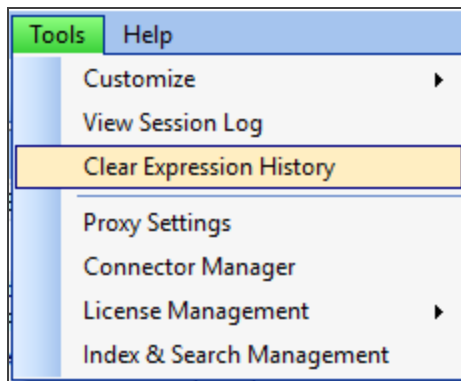 Tools Help
Customize
View Session Log
Clear Expression History
Proxy Settings
Connector Manager
License Management
Index & Search Management